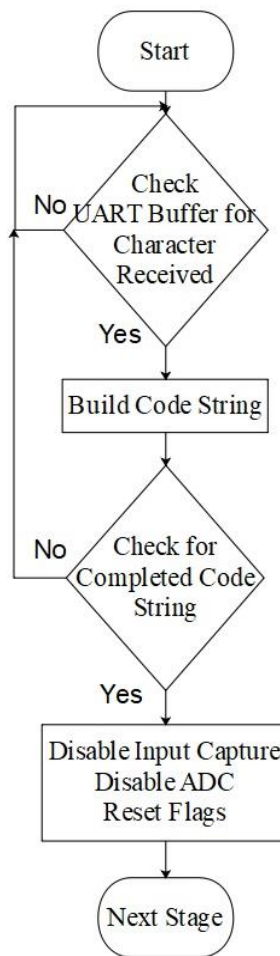 Start
Check
UART Buffer for
Character
Received
No
Yes
Build Code String
Check for
Completed Code
String
No
Yes
Disable Input Capture
Disable ADC
Reset Flags
Next Stage